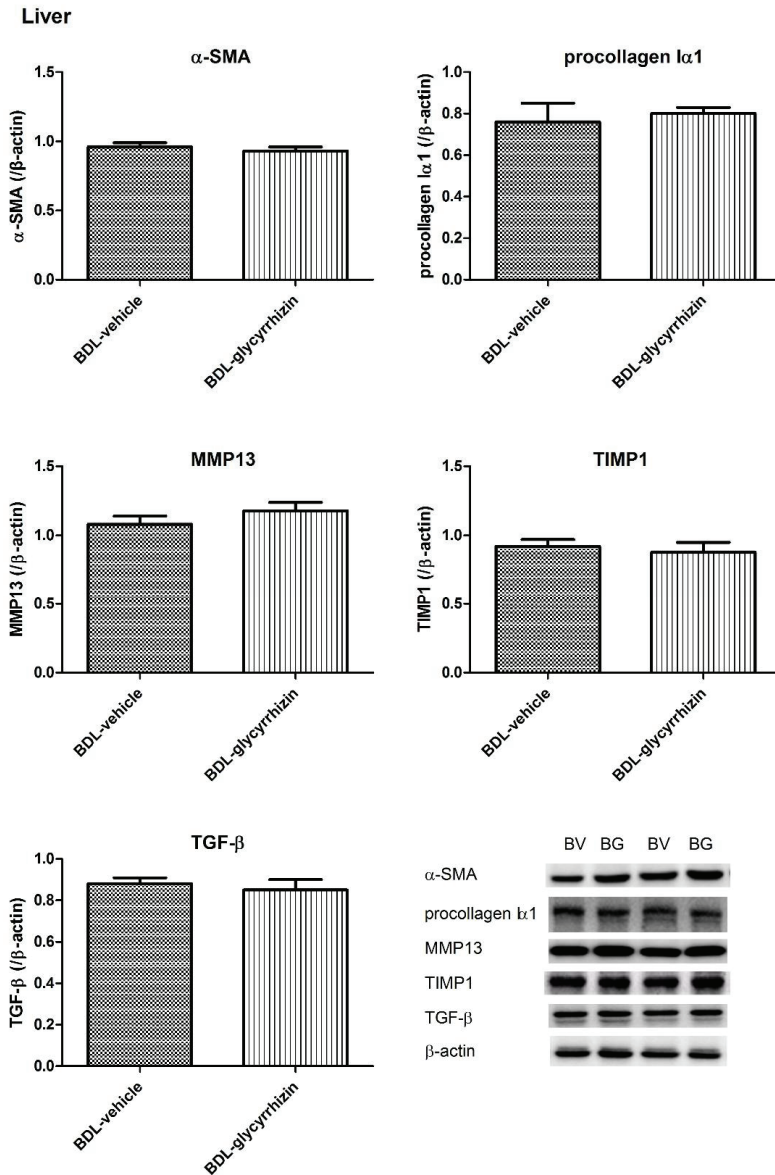 Liver
α-SMA
α-SMA (/β-actin)
1.5
1.0
0.5
0.0
BDL-vehicle
BDL-glycyrrhizin
procollagen Iα1
procollagen Iα1 (/β-actin)
1.0
0.8
0.6
0.4
0.2
0.0
BDL-vehicle
BDL-glycyrrhizin
MMP13
MMP13 (/β-actin)
1.5
1.0
0.5
0.0
BDL-vehicle
BDL-glycyrrhizin
TIMP1
TIMP1 (/β-actin)
1.5
1.0
0.5
0.0
BDL-vehicle
BDL-glycyrrhizin
TGF-β
TGF-β (/β-actin)
1.0
0.8
0.6
0.4
0.2
0.0
BDL-vehicle
BDL-glycyrrhizin
BV BG BV BG
α-SMA
procollagen Iα1
MMP13
TIMP1
TGF-β
β-actin